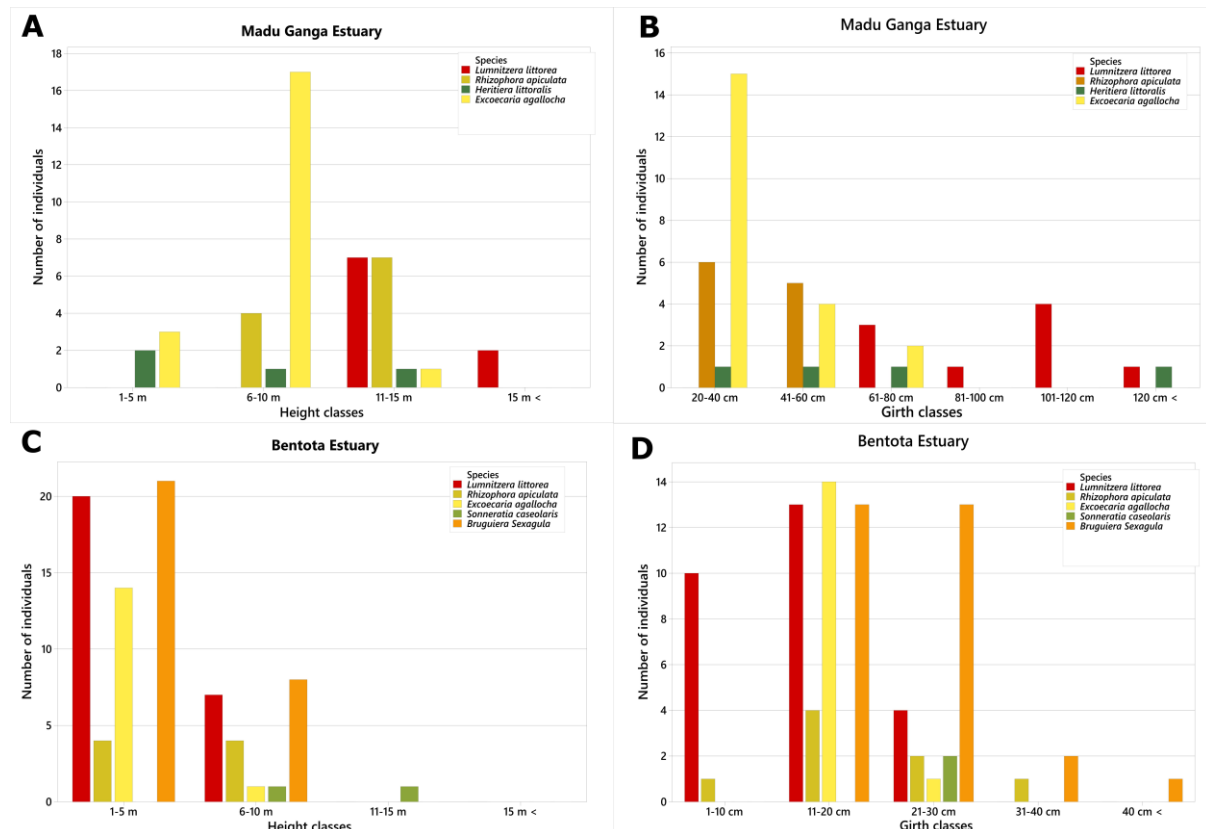 A
Madu Ganga Estuary
Number of individuals
18
16
14
12
10
8
6
4
2
0
Species
Lumnitzera littorea
Rhizophora apiculata
Heritiera littoralis
Excoecaria agallocha
1-5 m
6-10 m
11-15 m
15 m <
Height classes
B
Madu Ganga Estuary
Number of individuals
16
14
12
10
8
6
4
2
0
Species
Lumnitzera littorea
Rhizophora apiculata
Heritiera littoralis
Excoecaria agallocha
20-40 cm
41-60 cm
61-80 cm
81-100 cm
101-120 cm
120 cm <
Girth classes
C
Bentota Estuary
Number of individuals
20
15
10
5
0
Species
Lumnitzera littorea
Rhizophora apiculata
Excoecaria agallocha
Sonneratia caseolaris
Bruguiera Sexagula
1-5 m
6-10 m
11-15 m
15 m <
Height classes
D
Bentota Estuary
Number of individuals
14
12
10
8
6
4
2
0
Species
Lumnitzera littorea
Rhizophora apiculata
Excoecaria agallocha
Sonneratia caseolaris
Bruguiera Sexagula
1-10 cm
11-20 cm
21-30 cm
31-40 cm
40 cm <
Girth classes